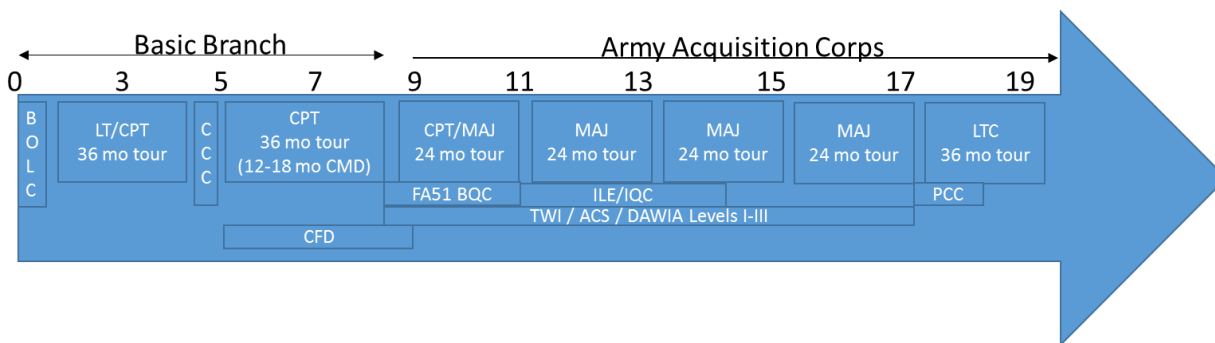 Basic Branch
Army Acquisition Corps
0 3 5 7 9 11 13 15 17 19
B
O
L
C
LT/CPT
36 mo tour
C
C
C
CPT
36 mo tour
(12-18 mo CMD)
CPT/MAJ
24 mo tour
MAJ
24 mo tour
MAJ
24 mo tour
MAJ
24 mo tour
LTC
36 mo tour
FA51 BQC
ILE/IQC
PCC
TWI / ACS / DAWIA Levels I-III
CFD